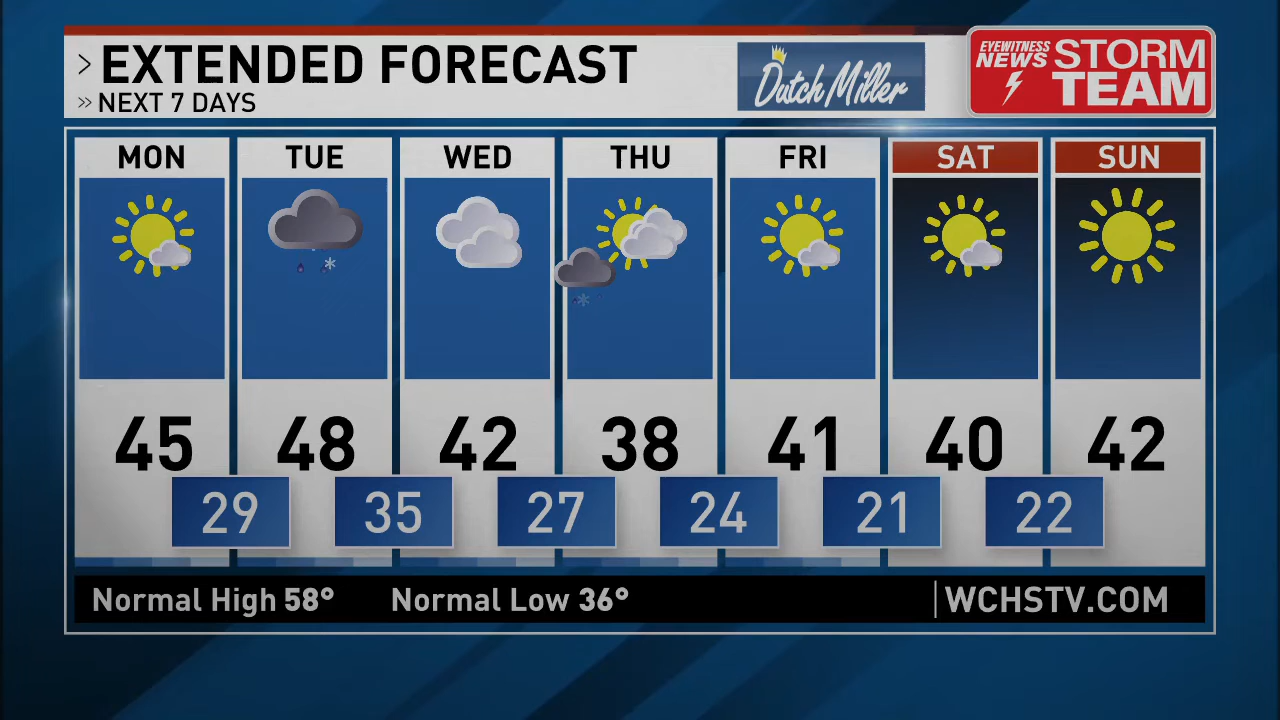 > EXTENDED FORECAST
» NEXT 7 DAYS
Dutch Miller
EYEWITNESS
NEWS
STORM
TEAM
MON TUE WED THU FRI SAT SUN
45 48 42 38 41 40 42
29 35 27 24 21 22
Normal High 58° Normal Low 36° WCHSTV.COM